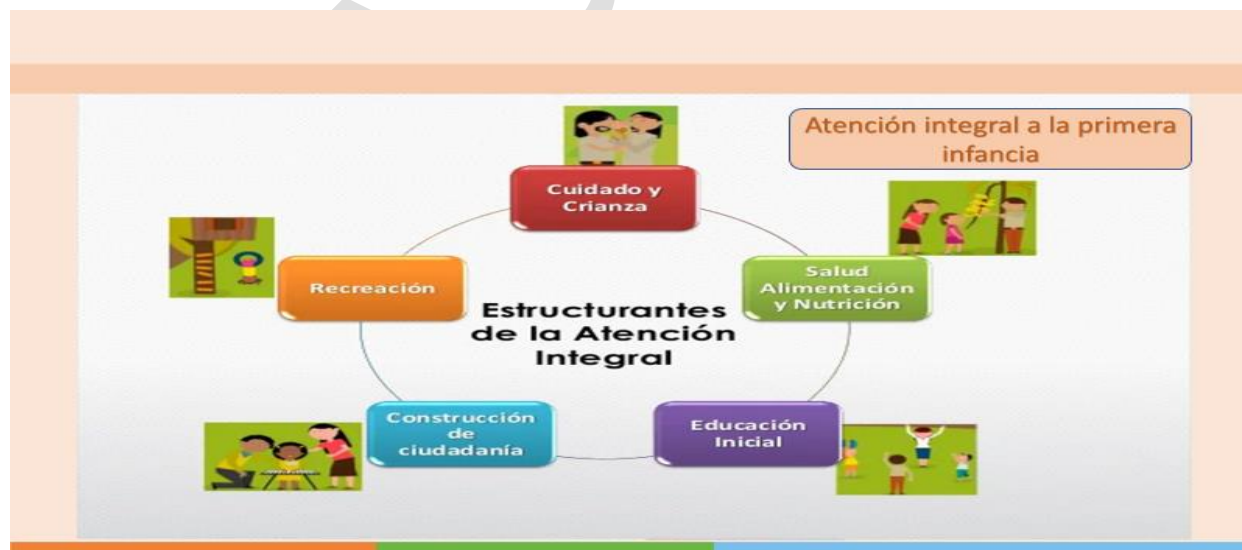 Atención integral a la primera
infancia
Cuidado y
Crianza
Salud
Alimentación
y Nutrición
Recreación
Estructurantes
de la Atención
Integral
Construcción
de
ciudadanía
Educación
Inicial